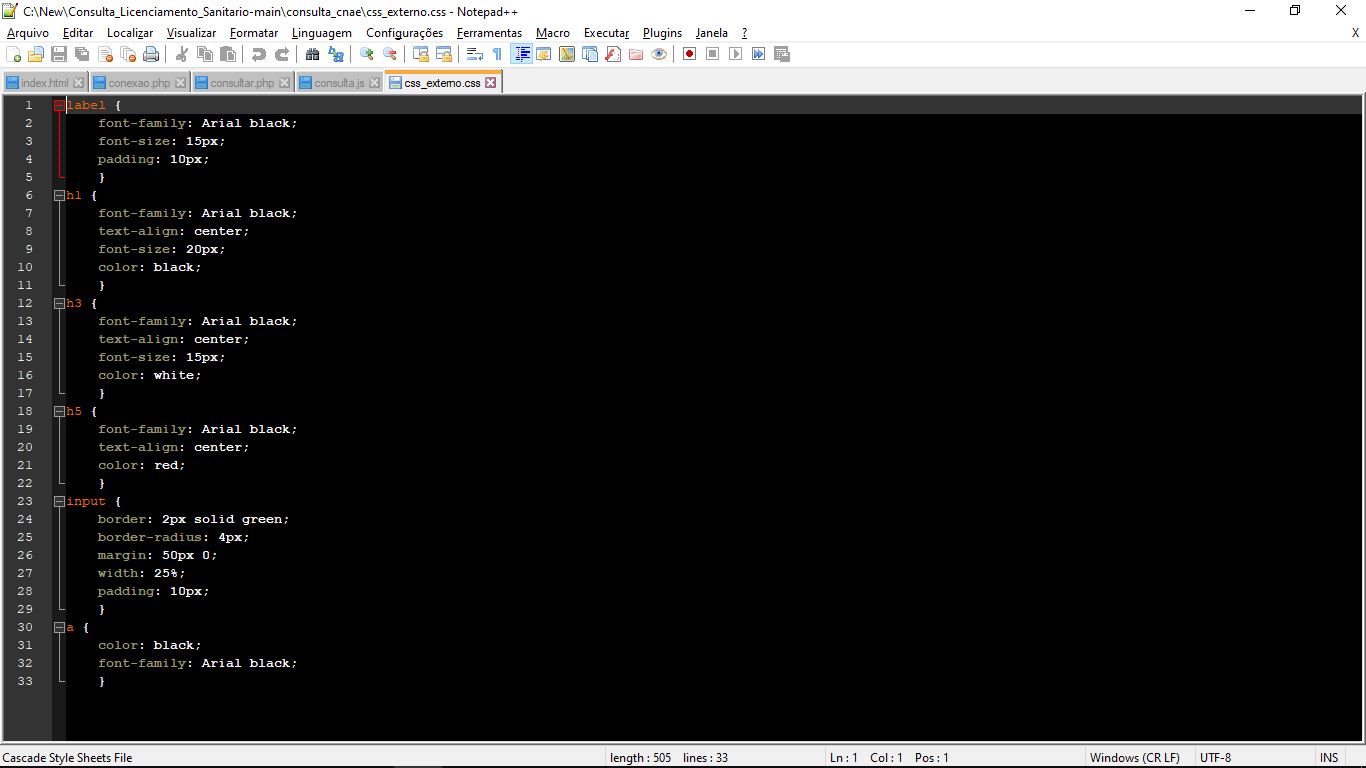 C:\New\Consulta_Licenciamento_Sanitario-main\consulta_cnae\css_externo.css - Notepad++
Arquivo Editar Localizar Visualizar Formatar Linguagem Configurações Ferramentas Macro Executar Plugins Janela ? X
index.html conexao.php consultar.php consulta.js css_externo.css
1 label {
2 font-family: Arial black;
3 font-size: 15px;
4 padding: 10px;
5 }
6 h1 {
7 font-family: Arial black;
8 text-align: center;
9 font-size: 20px;
10 color: black;
11 }
12 h3 {
13 font-family: Arial black;
14 text-align: center;
15 font-size: 15px;
16 color: white;
17 }
18 h5 {
19 font-family: Arial black;
20 text-align: center;
21 color: red;
22 }
23 input {
24 border: 2px solid green;
25 border-radius: 4px;
26 margin: 50px 0;
27 width: 25%;
28 padding: 10px;
29 }
30 a {
31 color: black;
32 font-family: Arial black;
33 }
Cascade Style Sheets File length : 505 lines : 33 Ln : 1 Col : 1 Pos : 1 Windows (CR LF) UTF-8 INS